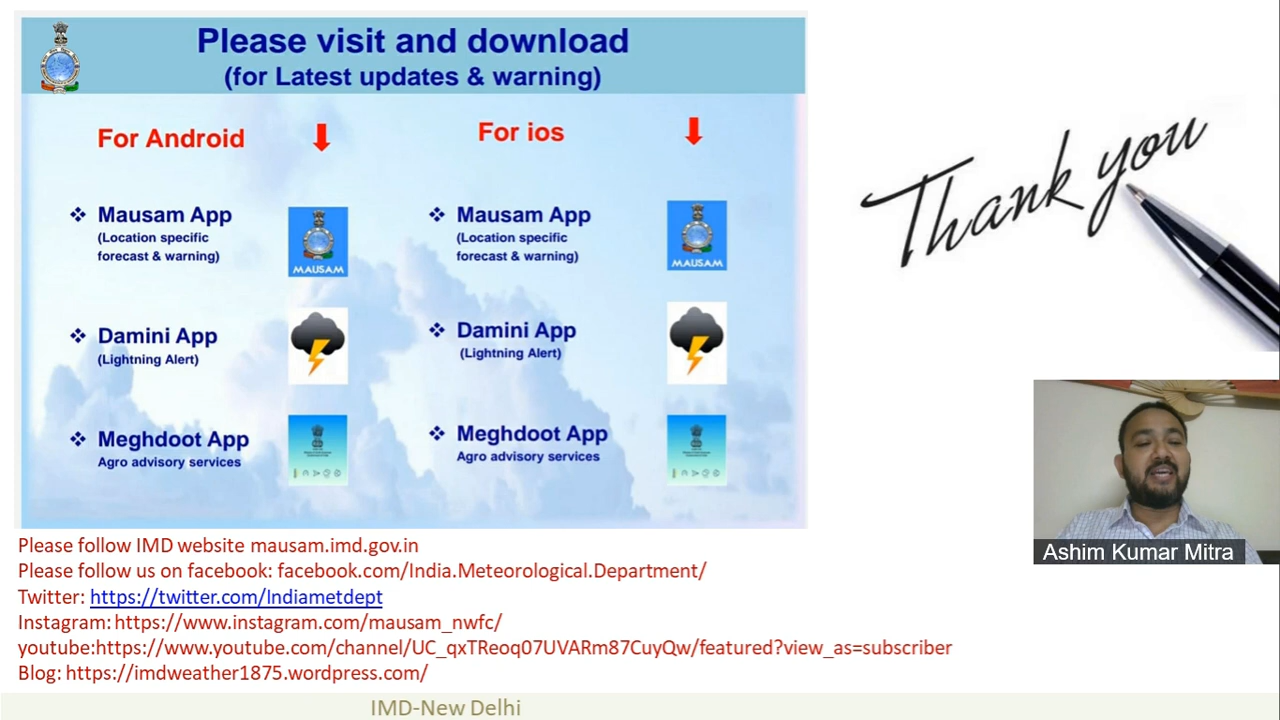 Please visit and download
(for Latest updates & warning)
For Android
For ios
Mausam App
(Location specific
forecast & warning)
MAUSAM
Mausam App
(Location specific
forecast & warning)
MAUSAM
Damini App
(Lightning Alert)
Damini App
(Lightning Alert)
Meghdoot App
Agro advisory services
Meghdoot App
Agro advisory services
Thank you
Ashim Kumar Mitra
Please follow IMD website mausam.imd.gov.in
Please follow us on facebook: facebook.com/India.Meteorological.Department/
Twitter: https://twitter.com/Indiametdept
Instagram: https://www.instagram.com/mausam_nwfc/
youtube:https://www.youtube.com/channel/UC_qxTReoq07UVARm87CuyQw/featured?view_as=subscriber
Blog: https://imdweather1875.wordpress.com/
IMD-New Delhi